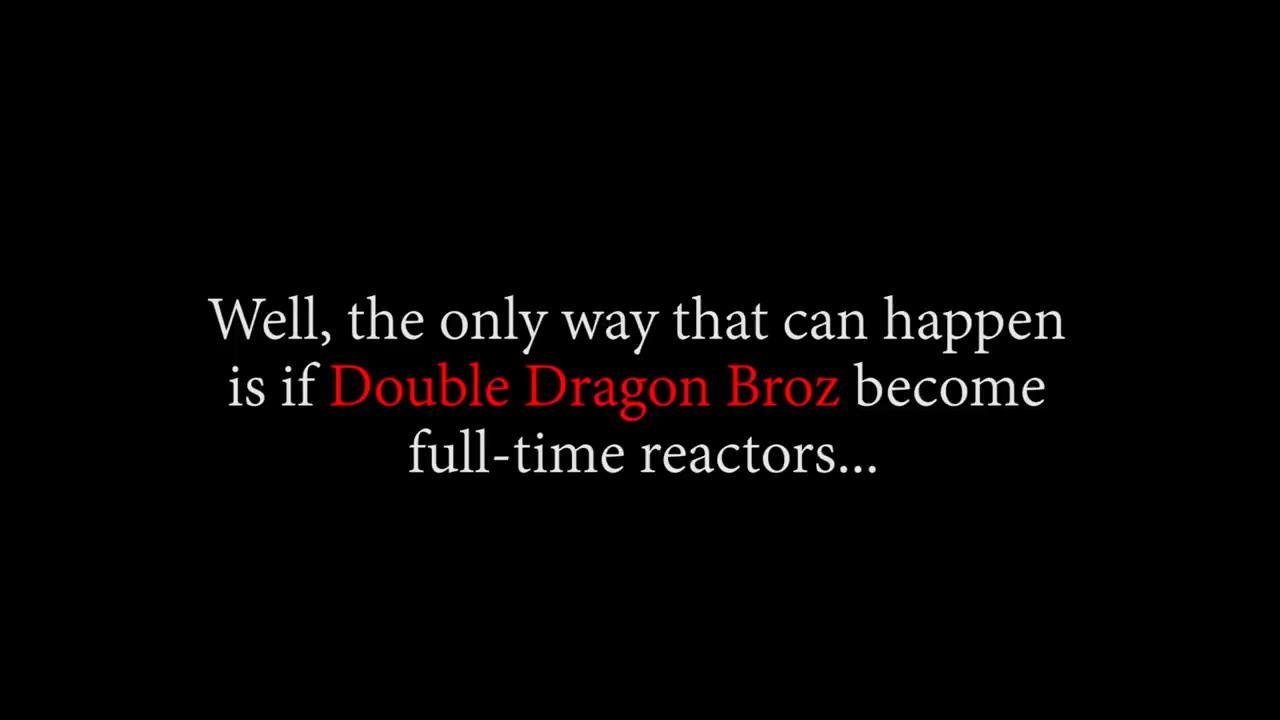 Well, the only way that can happen
is if Double Dragon Broz become
full-time reactors...